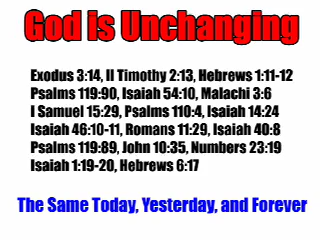 God is Unchanging
Exodus 3:14, II Timothy 2:13, Hebrews 1:11-12
Psalms 119:90, Isaiah 54:10, Malachi 3:6
I Samuel 15:29, Psalms 110:4, Isaiah 14:24
Isaiah 46:10-11, Romans 11:29, Isaiah 40:8
Psalms 119:89, John 10:35, Numbers 23:19
Isaiah 1:19-20, Hebrews 6:17
The Same Today, Yesterday, and Forever